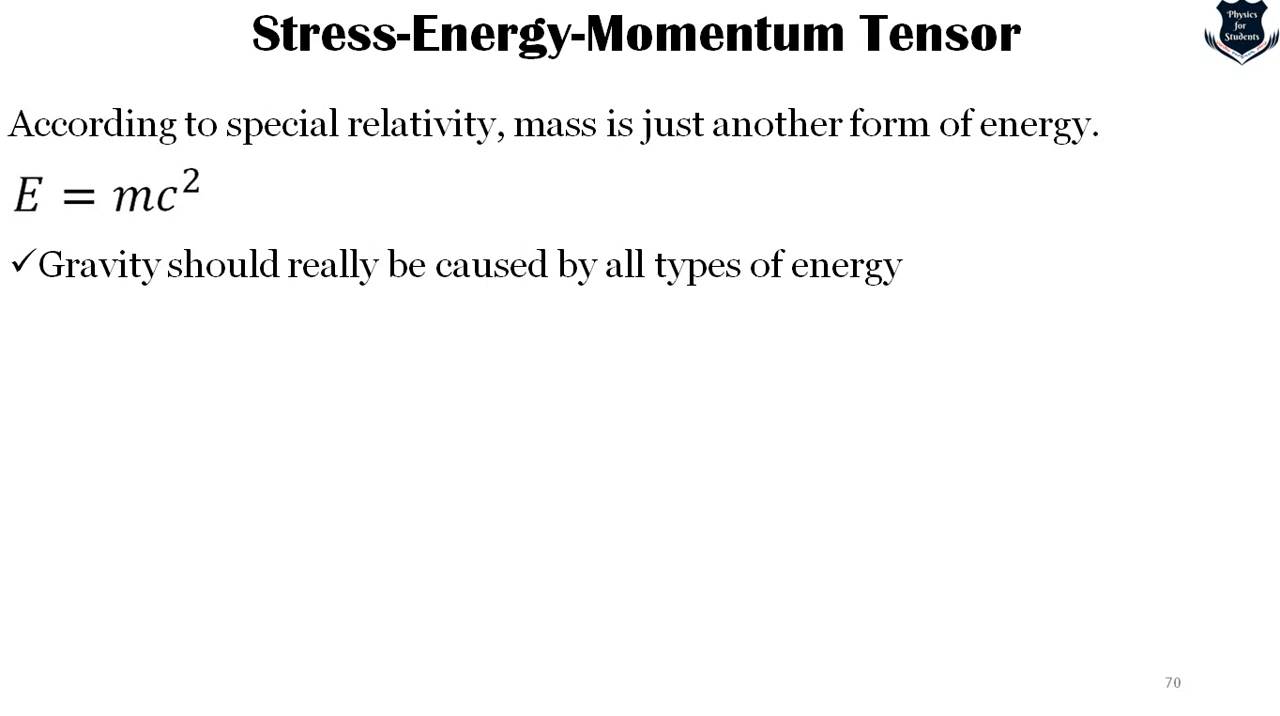 Stress-Energy-Momentum Tensor
Physics
for
Students
According to special relativity, mass is just another form of energy.
E = mc²
✓Gravity should really be caused by all types of energy
70